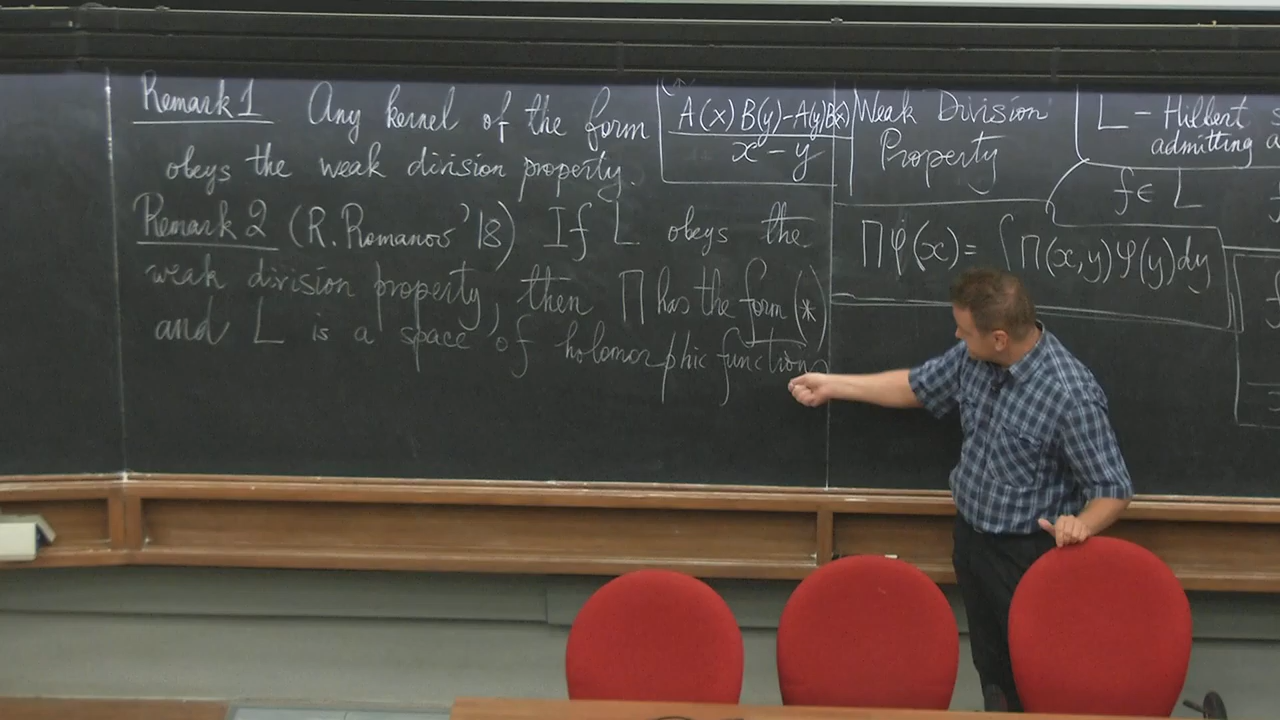 Remark 1 Any kernel of the form
A(x)B(y)-A(y)B(x)
x-y
obeys the weak division property.
Remark 2 (R.Romanov '18) If L obeys the
weak division property, then Π has the form (*)
and L is a space of holomorphic functions
Weak Division
Property
Πφ(x)= ∫Π(x,y)φ(y)dy
L - Hilbert
admitting
f∈ L